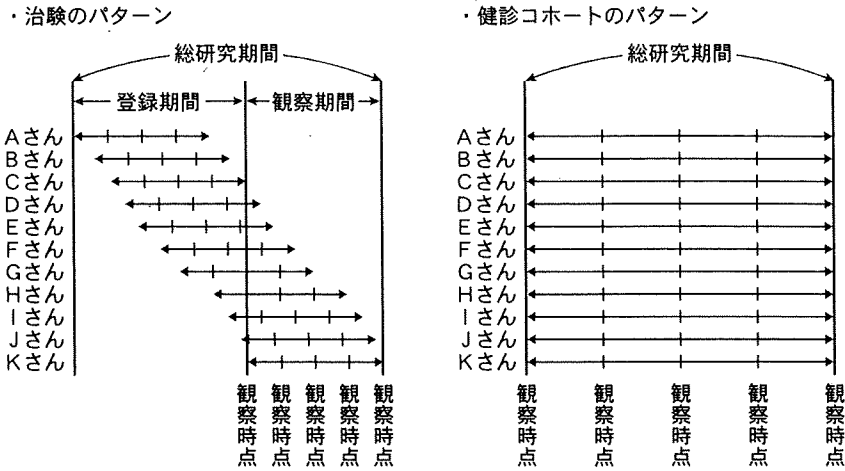 ・治験のパターン
総研究期間
登録期間
観察期間
Aさん
Bさん
Cさん
Dさん
Eさん
Fさん
Gさん
Hさん
Iさん
Jさん
Kさん
観察時点
観察時点
観察時点
観察時点
観察時点
・健診コホートのパターン
総研究期間
Aさん
Bさん
Cさん
Dさん
Eさん
Fさん
Gさん
Hさん
Iさん
Jさん
Kさん
観察時点
観察時点
観察時点
観察時点
観察時点